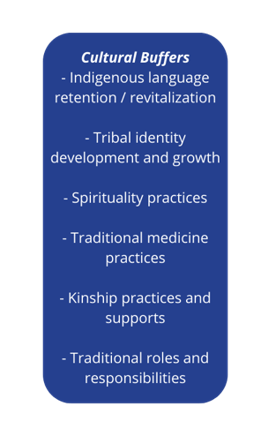 Cultural Buffers
- Indigenous language
retention / revitalization
- Tribal identity
development and growth
- Spirituality practices
- Traditional medicine
practices
- Kinship practices and
supports
- Traditional roles and
responsibilities